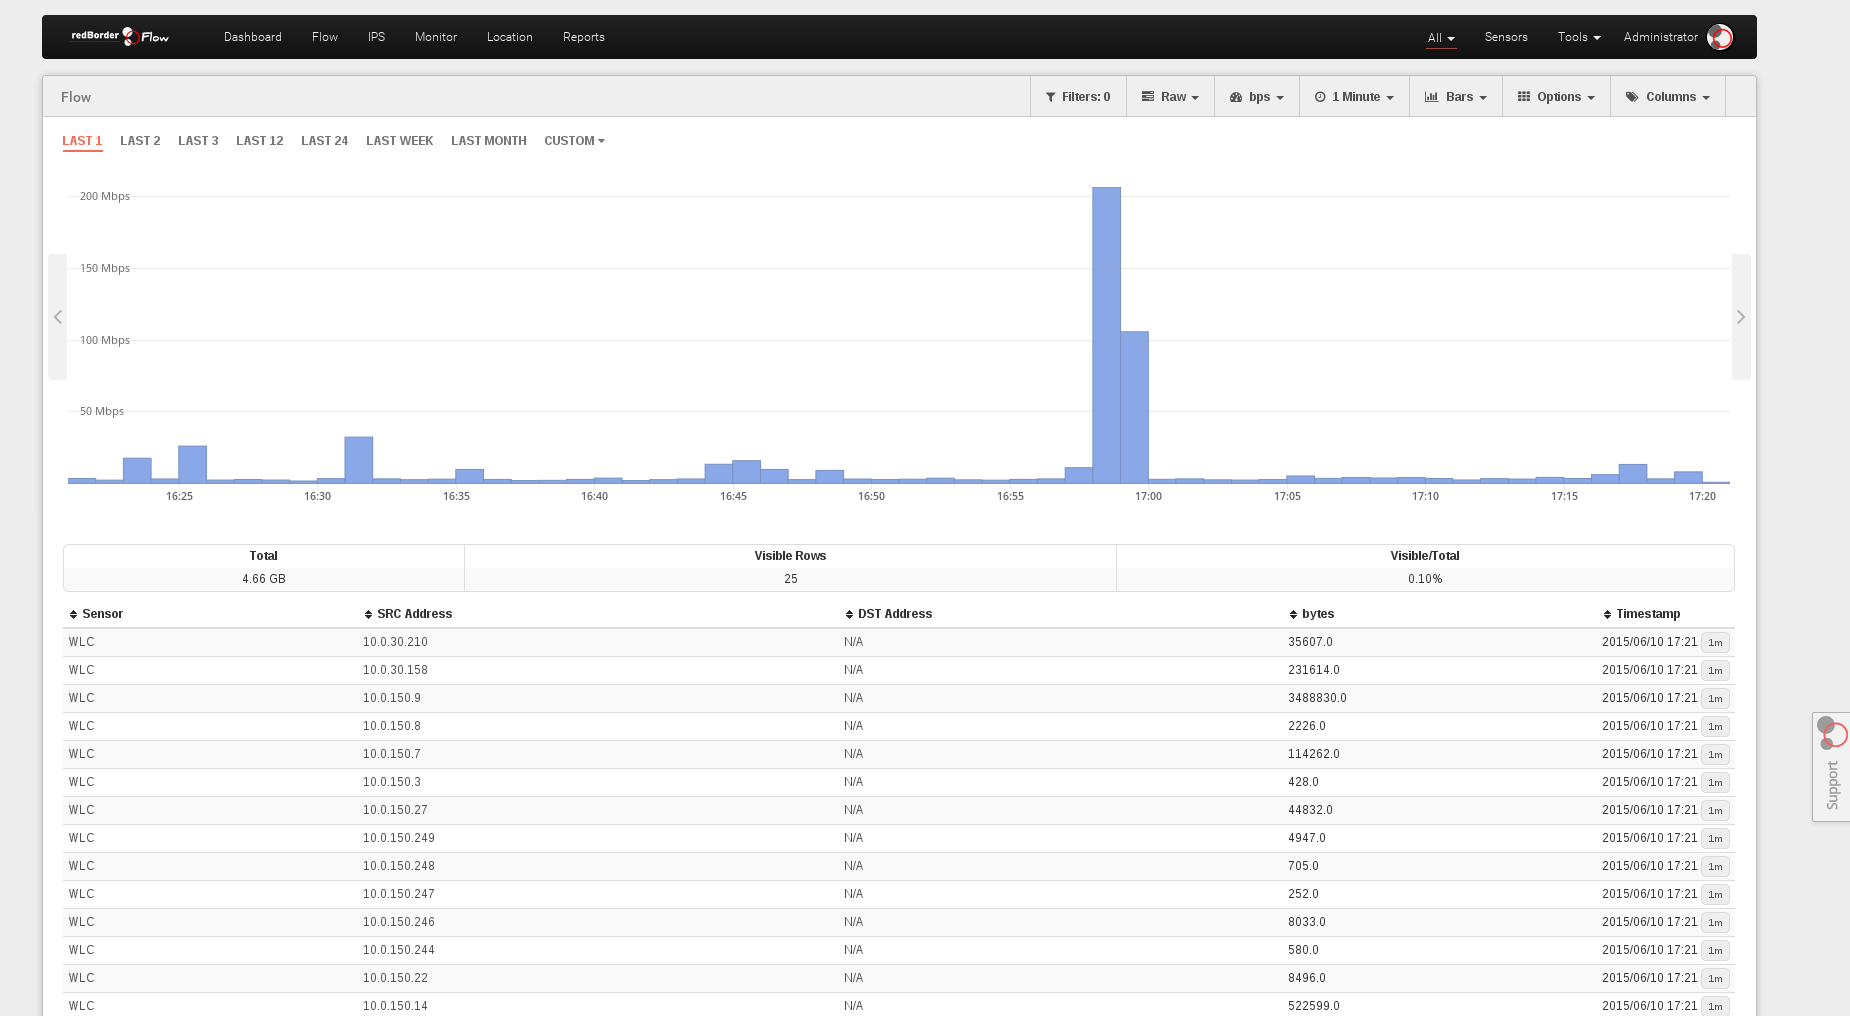 redBorder Flow Dashboard Flow IPS Monitor Location Reports All Sensors Tools Administrator
Flow Filters: 0 Raw bps 1 Minute Bars Options Columns
LAST 1 LAST 2 LAST 3 LAST 12 LAST 24 LAST WEEK LAST MONTH CUSTOM
200 Mbps
150 Mbps
100 Mbps
50 Mbps
16:25 16:30 16:35 16:40 16:45 16:50 16:55 17:00 17:05 17:10 17:15 17:20
Total Visible Rows Visible/Total
4.66 GB 25 0.10%
Sensor SRC Address DST Address bytes Timestamp
WLC 10.0.30.210 N/A 35607.0 2015/06/10 17:21 1m
WLC 10.0.30.158 N/A 231614.0 2015/06/10 17:21 1m
WLC 10.0.150.9 N/A 3488830.0 2015/06/10 17:21 1m
WLC 10.0.150.8 N/A 2226.0 2015/06/10 17:21 1m
WLC 10.0.150.7 N/A 114262.0 2015/06/10 17:21 1m
WLC 10.0.150.3 N/A 428.0 2015/06/10 17:21 1m
WLC 10.0.150.27 N/A 44832.0 2015/06/10 17:21 1m
WLC 10.0.150.249 N/A 4947.0 2015/06/10 17:21 1m
WLC 10.0.150.248 N/A 705.0 2015/06/10 17:21 1m
WLC 10.0.150.247 N/A 252.0 2015/06/10 17:21 1m
WLC 10.0.150.246 N/A 8033.0 2015/06/10 17:21 1m
WLC 10.0.150.244 N/A 580.0 2015/06/10 17:21 1m
WLC 10.0.150.22 N/A 8496.0 2015/06/10 17:21 1m
WLC 10.0.150.14 N/A 522599.0 2015/06/10 17:21 1m
Support